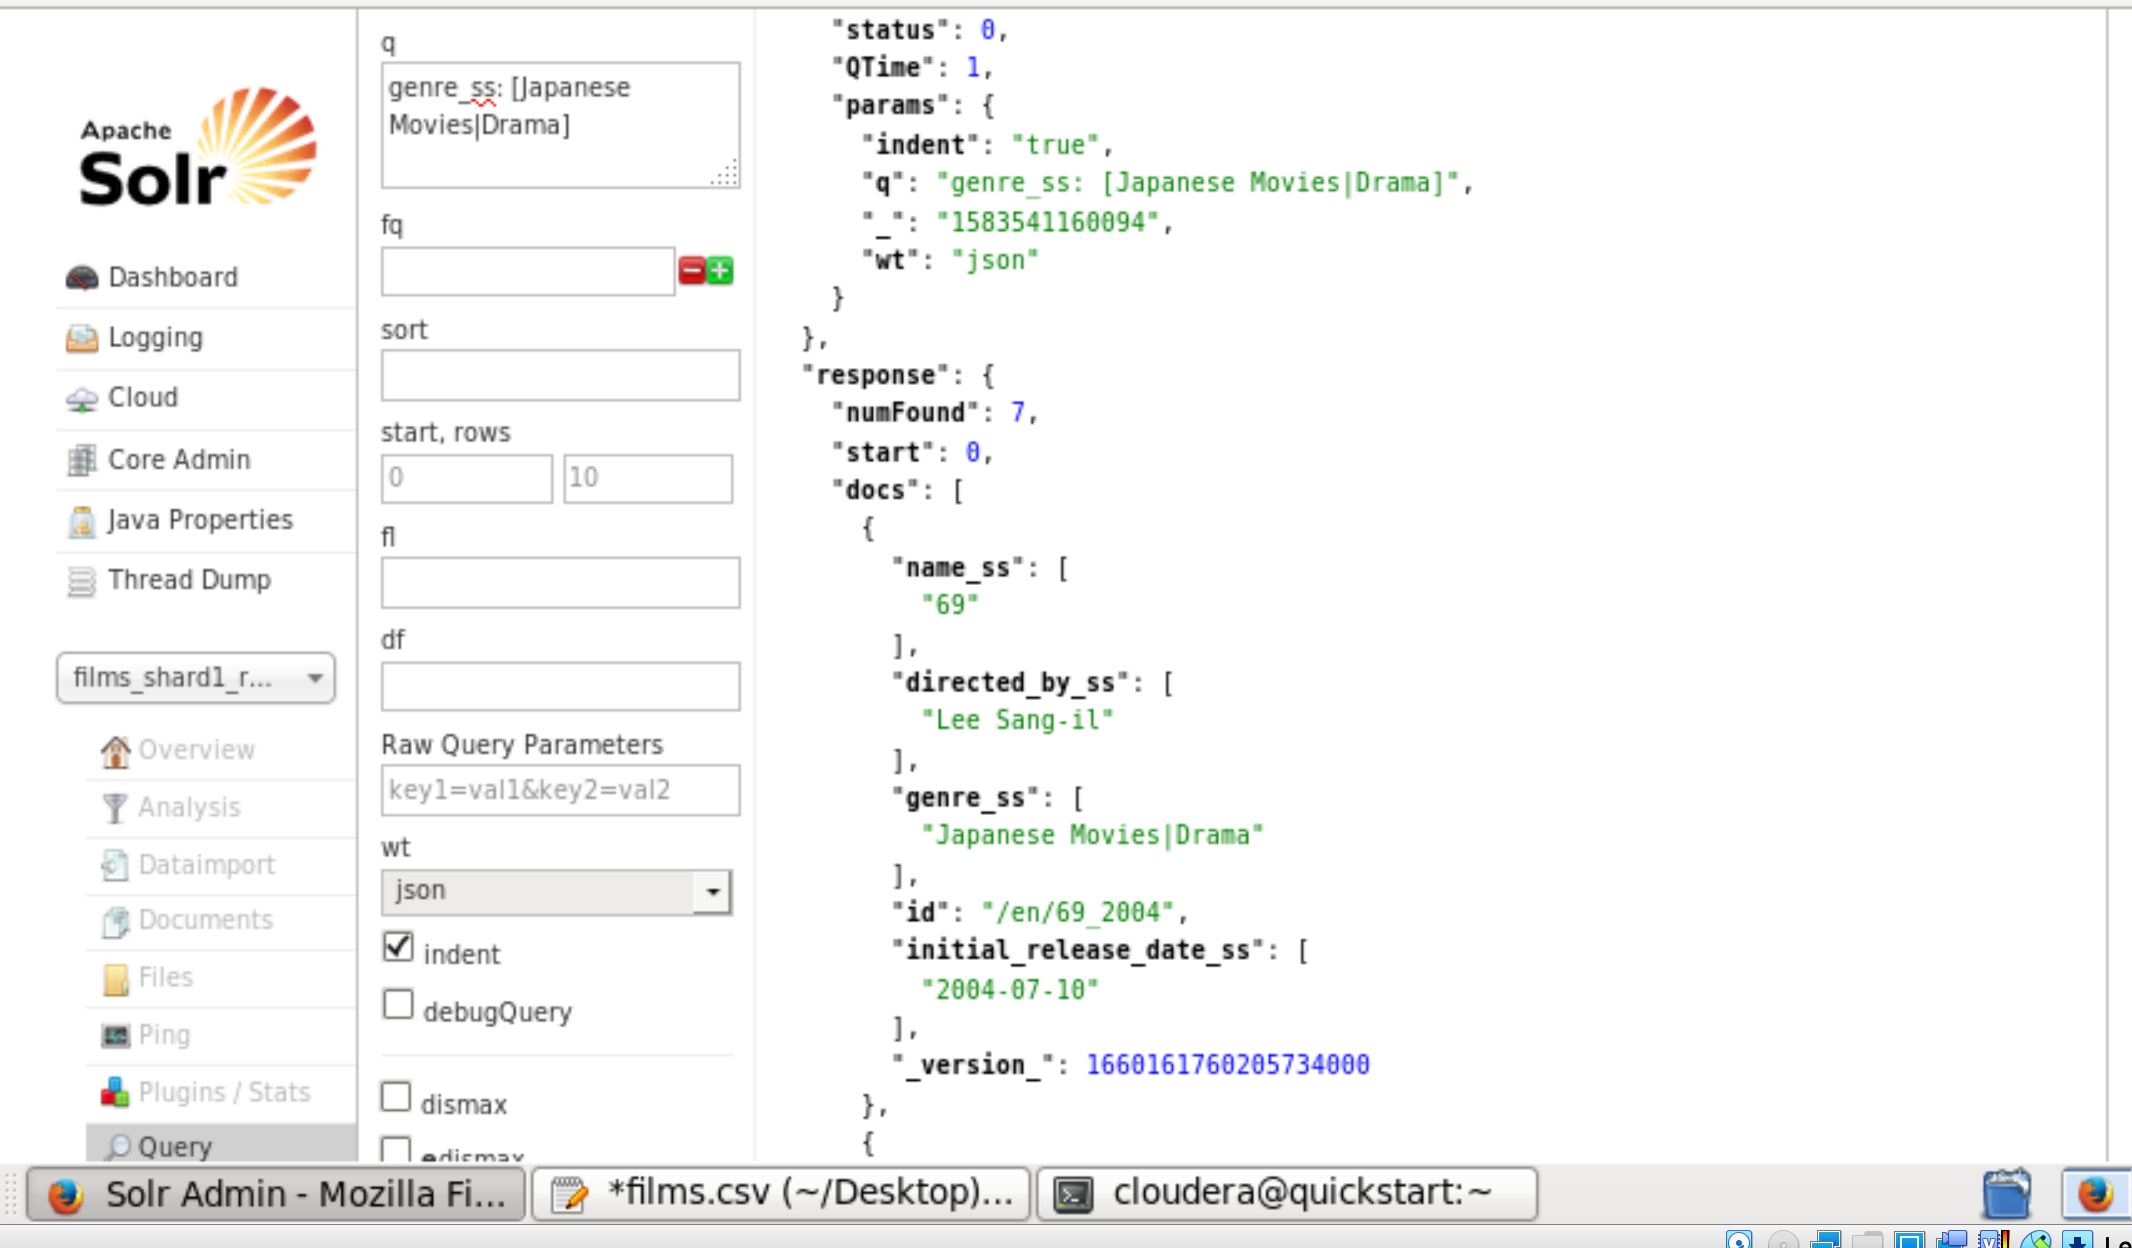 Apache
Solr
Dashboard
Logging
Cloud
Core Admin
Java Properties
Thread Dump
films_shard1_r...
Overview
Analysis
Dataimport
Documents
Files
Ping
Plugins / Stats
Query
q
genre_ss: [Japanese
Movies|Drama]
fq
sort
start, rows
0 10
fl
df
Raw Query Parameters
key1=val1&key2=val2
wt
json
indent
debugQuery
dismax
edismax
"status": 0,
"QTime": 1,
"params": {
"indent": "true",
"q": "genre_ss: [Japanese Movies|Drama]",
"_": "1583541160094",
"wt": "json"
}
},
"response": {
"numFound": 7,
"start": 0,
"docs": [
{
"name_ss": [
"69"
],
"directed_by_ss": [
"Lee Sang-il"
],
"genre_ss": [
"Japanese Movies|Drama"
],
"id": "/en/69_2004",
"initial_release_date_ss": [
"2004-07-10"
],
"_version_": 1660161760205734000
},
{
Solr Admin - Mozilla Fi...
*films.csv (~/Desktop)...
cloudera@quickstart:~